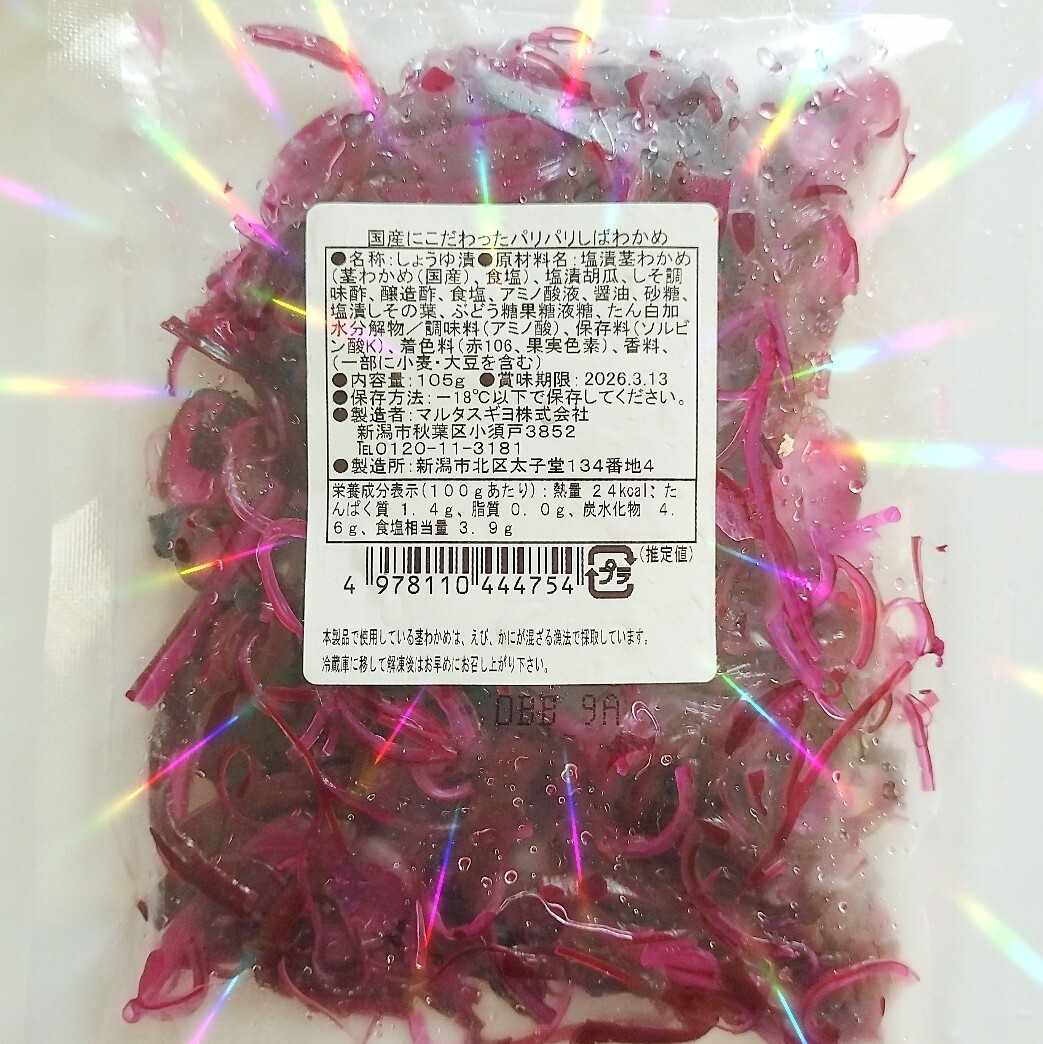 国産にこだわったパリパリしばわかめ
●名称:しょうゆ漬●原材料名:塩漬茎わかめ
(茎わかめ(国産)、食塩)、塩漬胡瓜、しそ調
味酢、醸造酢、食塩、アミノ酸液、醤油、砂糖、
塩漬しその葉、ぶどう糖果糖液糖、たん白加
水分解物/調味料(アミノ酸)、保存料(ソルビ
ン酸K)、着色料(赤106、果実色素)、香料、
(一部に小麦・大豆を含む)
●内容量:105g ●賞味期限:2026.3.13
●保存方法:-18℃以下で保存してください。
●製造者:マルタスギヨ株式会社
新潟市秋葉区小須戸3852
℡0120-11-3181
●製造所:新潟市北区太子堂134番地4
栄養成分表示(100gあたり):熱量 24kcal、た
んぱく質 1.4g、脂質 0.0g、炭水化物 4.
6g、食塩相当量 3.9g
(推定値)
プラ
4 978110 444754
本製品で使用している茎わかめは、えび、かにが混ざる漁法で採取しています。
冷蔵庫に移して解凍後はお早めにお召し上がり下さい。
0BB 9A